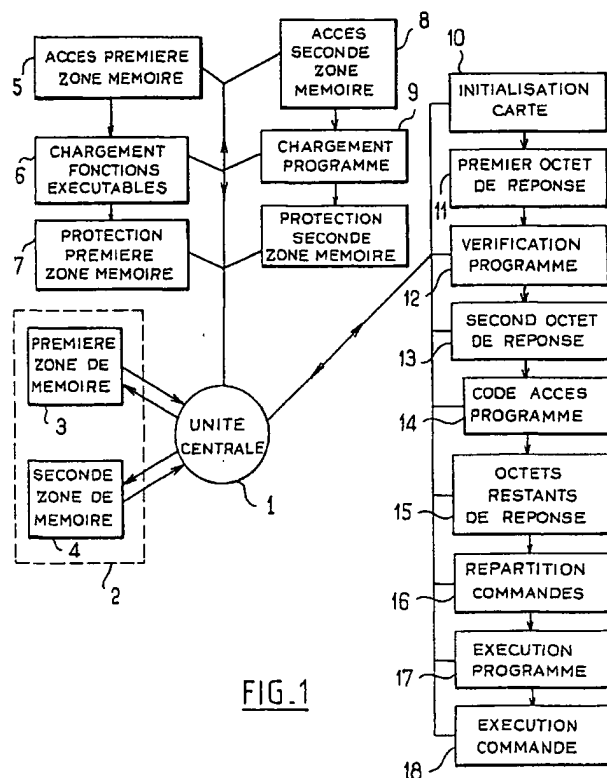 5
ACCES PREMIERE
ZONE MEMOIRE
6
CHARGEMENT
FONCTIONS
EXECUTABLES
7
PROTECTION
PREMIERE
ZONE MEMOIRE
8
ACCES
SECONDE
ZONE
MEMOIRE
9
CHARGEMENT
PROGRAMME
PROTECTION
SECONDE
ZONE MEMOIRE
PREMIERE
ZONE DE
MEMOIRE
3
SECONDE
ZONE DE
MEMOIRE
4
2
UNITE
CENTRALE
1
10
INITIALISATION
CARTE
PREMIER OCTET
DE REPONSE
11
VERIFICATION
PROGRAMME
12
SECOND OCTET
DE REPONSE
13
CODE ACCES
PROGRAMME
14
OCTETS
RESTANTS
DE REPONSE
15
REPARTITION
COMMANDES
16
EXECUTION
PROGRAMME
17
EXECUTION
COMMANDE
18
FIG_1